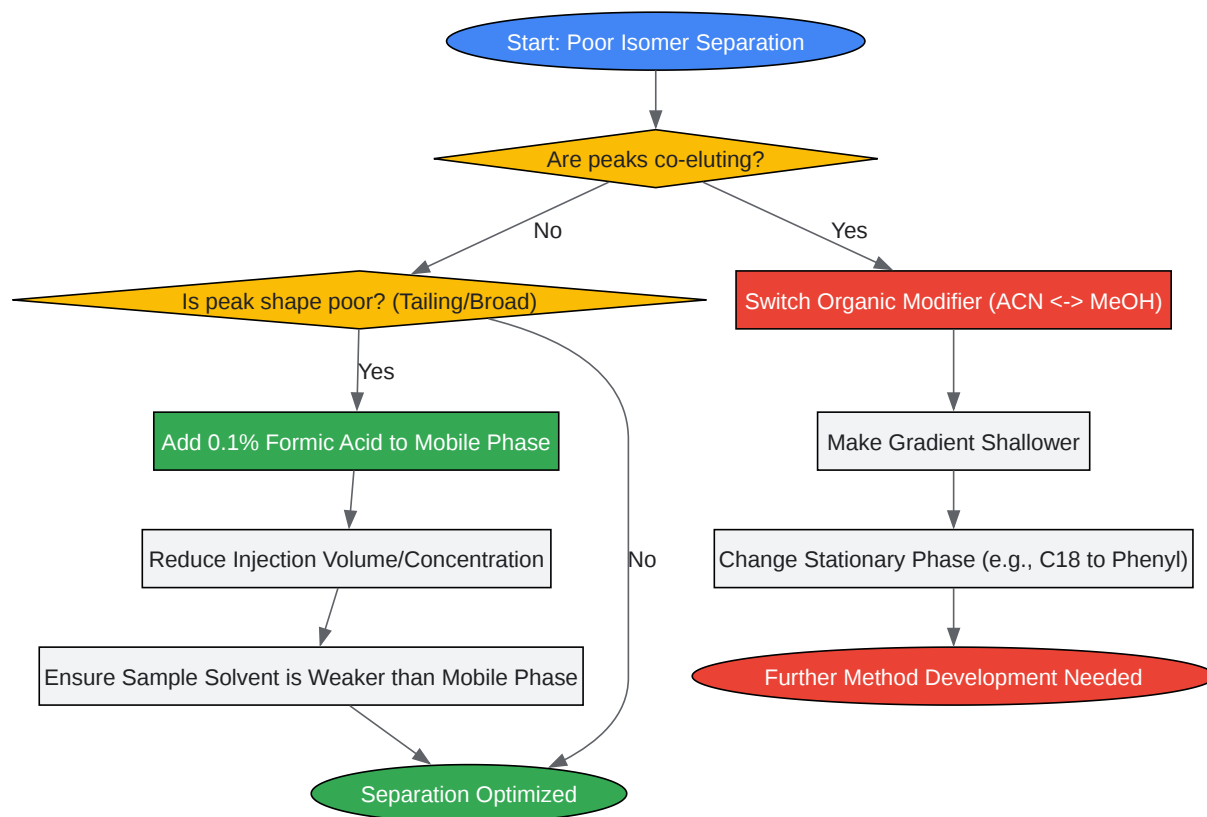 Start: Poor Isomer Separation
Are peaks co-eluting?
No
Yes
Is peak shape poor? (Tailing/Broad)
Switch Organic Modifier (ACN <-> MeOH)
Yes
Add 0.1% Formic Acid to Mobile Phase
Make Gradient Shallower
Reduce Injection Volume/Concentration
No
Change Stationary Phase (e.g., C18 to Phenyl)
Ensure Sample Solvent is Weaker than Mobile Phase
Further Method Development Needed
Separation Optimized